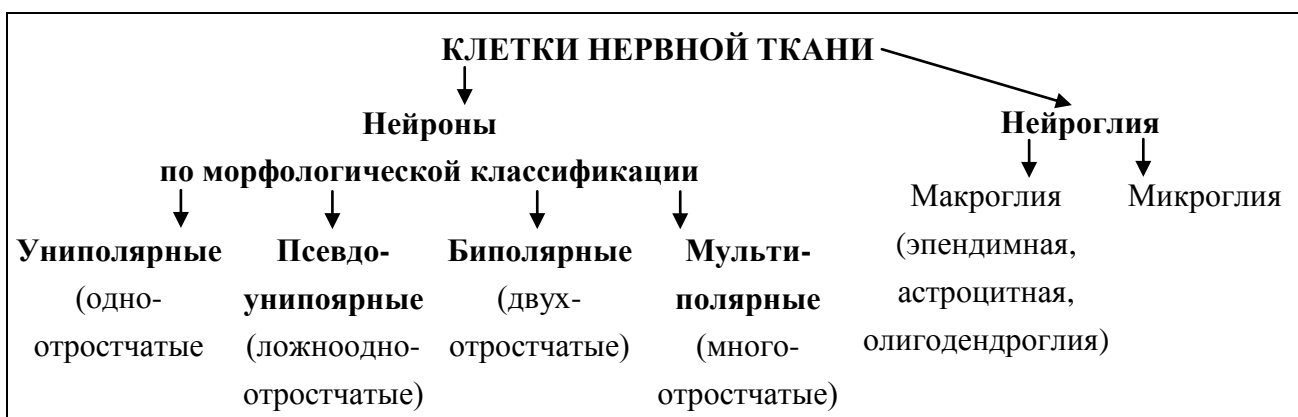 КЛЕТКИ НЕРВНОЙ ТКАНИ
Нейроны
по морфологической классификации
Униполярные
(одно-
отростчатые
Псевдо-
унипоярные
(ложноодно-
отростчатые)
Биполярные
(двух-
отростчатые)
Мульти-
полярные
(много-
отростчатые)
Нейроглия
Макроглия
(эпендимная,
астроцитная,
олигодендроглия)
Микроглия